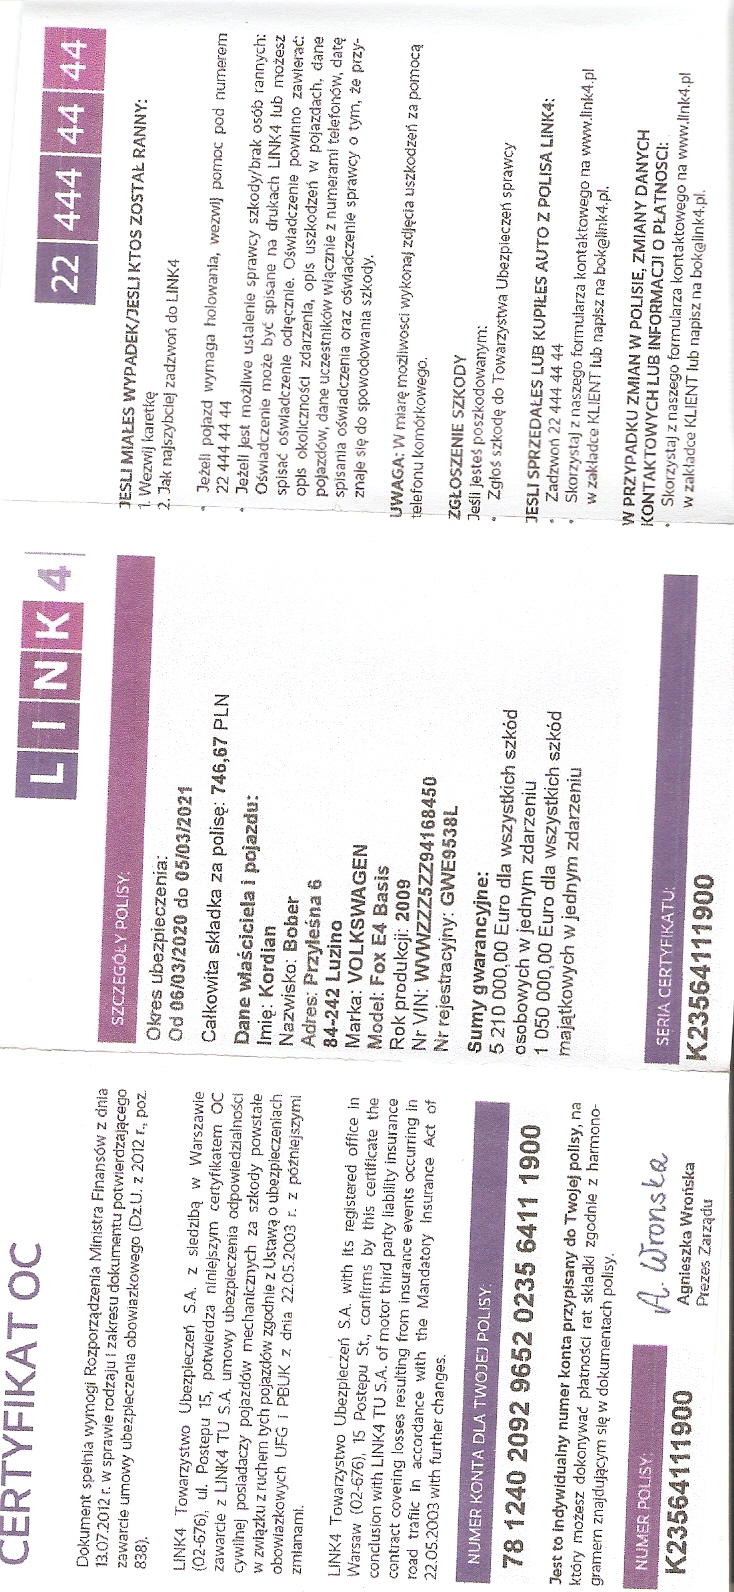 CERTYFIKAT OC
Dokument spełnia wymogi Rozporządzenia Ministra Finansów z dnia
13.07.2012 r. w sprawie rodzaju i zakresu dokumentu potwierdzającego
zawarcie umowy ubezpieczenia obowiązkowego (Dz.U. z 2012 r., poz.
838).
LINK4 Towarzystwo Ubezpieczeń S.A. z siedzibą w Warszawie
(02-676), ul. Postępu 15, potwierdza niniejszym certyfikatem OC
zawarcie z LINK4 TU S.A. umowy ubezpieczenia odpowiedzialności
cywilnej posiadaczy pojazdów mechanicznych za szkody powstałe
w związku z ruchem tych pojazdów zgodnie z Ustawą o ubezpieczeniach
obowiązkowych UFG i PBUK z dnia 22.05.2003 r. z późniejszymi
zmianami.
LINK4 Towarzystwo Ubezpieczeń S.A. with its registered office in
Warsaw (02-676), 15 Postepu St., confirms by this certificate the
conclusion with LINK4 TU S.A. of motor third party liability insurance
contract covering losses resulting from insurance events occurring in
road traffic in accordance with the Mandatory Insurance Act of
22.05.2003 with further changes.
NUMER KONTA DLA TWOJEJ POLISY:
78 1240 2092 9652 0235 6411 1900
Jest to indywidualny numer konta przypisany do Twojej polisy, na
który możesz dokonywać płatności rat składki zgodnie z harmono-
gramem znajdującym się w dokumentach polisy.
NUMER POLISY:
K23564111900
A. Wrońska
Agnieszka Wrońska
Prezes Zarządu
LINK4
SZCZEGÓŁY POLISY:
Okres ubezpieczenia:
Od 06/03/2020 do 05/03/2021
Całkowita składka za polisę: 746,67 PLN
Dane właściciela i pojazdu:
Imię: Kordian
Nazwisko: Bober
Adres: Przyleśna 6
84-242 Luzino
Marka: VOLKSWAGEN
Model: Fox E4 Basis
Rok produkcji: 2009
Nr VIN: WVWZZZ5ZZ94168450
Nr rejestracyjny: GWE9538L
Sumy gwarancyjne:
5 210 000,00 Euro dla wszystkich szkód
osobowych w jednym zdarzeniu
1 050 000,00 Euro dla wszystkich szkód
majątkowych w jednym zdarzeniu
SERIA CERTYFIKATU:
K23564111900
22 444 44 44
JEŚLI MIAŁEŚ WYPADEK/JEŚLI KTOŚ ZOSTAŁ RANNY:
1. Wezwij karetkę
2. Jak najszybciej zadzwoń do LINK4
• Jeżeli pojazd wymaga holowania, wezwij pomoc pod numerem
22 444 44 44
• Jeżeli jest możliwe ustalenie sprawcy szkody/brak osób rannych:
Oświadczenie może być spisane na drukach LINK4 lub możesz
spisać oświadczenie odręcznie. Oświadczenie powinno zawierać:
opis okoliczności zdarzenia, opis uszkodzeń w pojazdach, dane
pojazdów, dane uczestników włącznie z numerami telefonów, datę
spisania oświadczenia oraz oświadczenie sprawcy o tym, że przy-
znaje się do spowodowania szkody.
UWAGA: W miarę możliwości wykonaj zdjęcia uszkodzeń za pomocą
telefonu komórkowego.
ZGŁOSZENIE SZKODY
Jeśli jesteś poszkodowanym:
• Zgłoś szkodę do Towarzystwa Ubezpieczeń sprawcy
JEŚLI SPRZEDAŁEŚ LUB KUPIŁEŚ AUTO Z POLISĄ LINK4:
• Zadzwoń 22 444 44 44
• Skorzystaj z naszego formularza kontaktowego na www.link4.pl
w zakładce KLIENT lub napisz na bok@link4.pl.
W PRZYPADKU ZMIAN W POLISIE, ZMIANY DANYCH
KONTAKTOWYCH LUB INFORMACJI O PŁATNOŚCI:
• Skorzystaj z naszego formularza kontaktowego na www.link4.pl
w zakładce KLIENT lub napisz na bok@link4.pl.